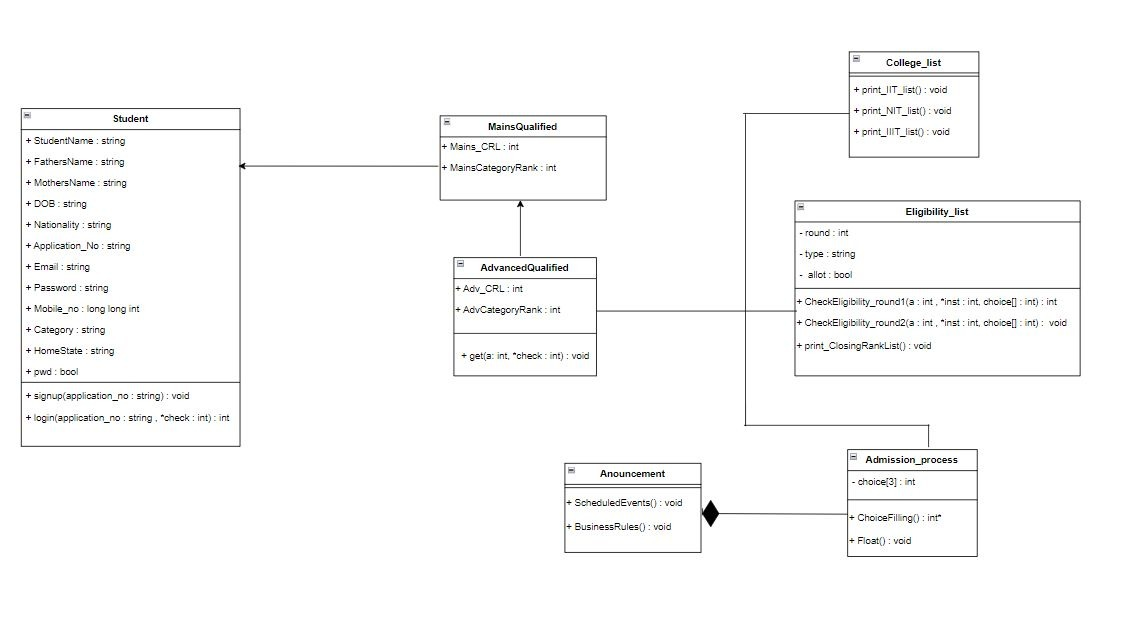 Student
+ StudentName : string
+ FathersName : string
+ MothersName : string
+ DOB : string
+ Nationality : string
+ Application_No : string
+ Email : string
+ Password : string
+ Mobile_no : long long int
+ Category : string
+ HomeState : string
+ pwd : bool
+ signup(application_no : string) : void
+ login(application_no : string , *check : int) : int
MainsQualified
+ Mains_CRL : int
+ MainsCategoryRank : int
AdvancedQualified
+ Adv_CRL : int
+ AdvCategoryRank : int
+ get(a: int, *check : int) : void
College_list
+ print_IIT_list() : void
+ print_NIT_list() : void
+ print_IIIT_list() : void
Eligibility_list
- round : int
- type : string
- allot : bool
+ CheckEligibility_round1(a : int , *inst : int, choice[] : int) : int
+ CheckEligibility_round2(a : int , *inst : int, choice[] : int) : void
+ print_ClosingRankList() : void
Anouncement
+ ScheduledEvents() : void
+ BusinessRules() : void
Admission_process
- choice[3] : int
+ ChoiceFilling() : int*
+ Float() : void